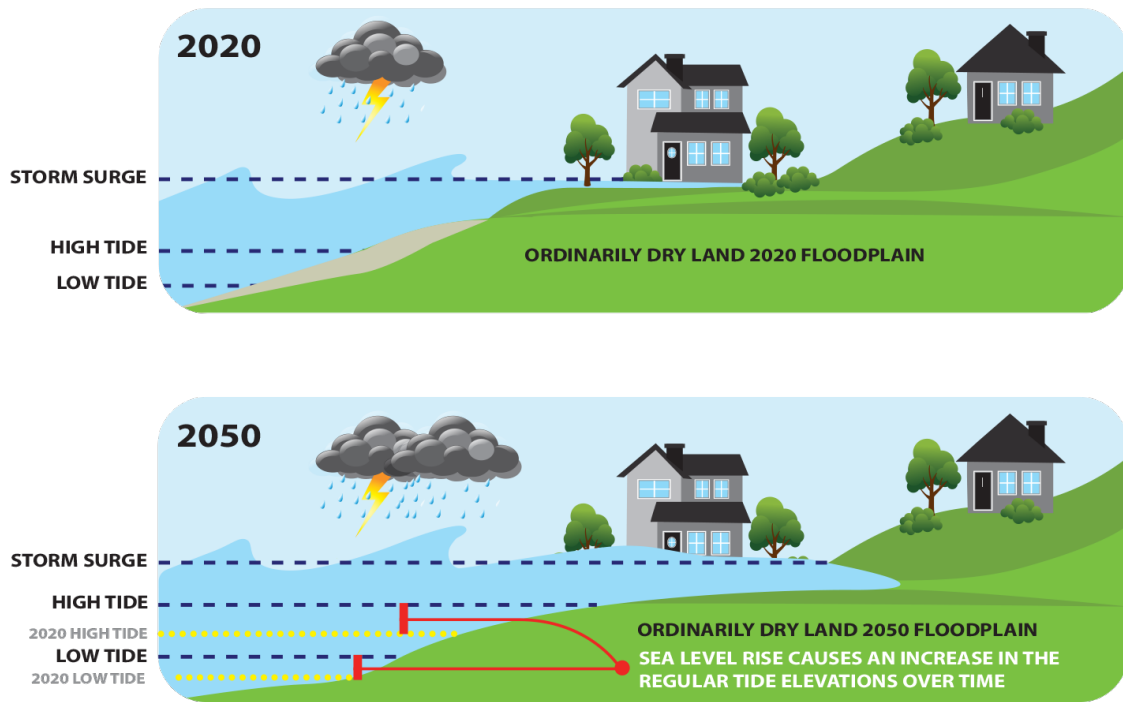 2020
STORM SURGE
HIGH TIDE
LOW TIDE
ORDINARILY DRY LAND 2020 FLOODPLAIN
2050
STORM SURGE
HIGH TIDE
2020 HIGH TIDE
LOW TIDE
2020 LOW TIDE
ORDINARILY DRY LAND 2050 FLOODPLAIN
SEA LEVEL RISE CAUSES AN INCREASE IN THE
REGULAR TIDE ELEVATIONS OVER TIME